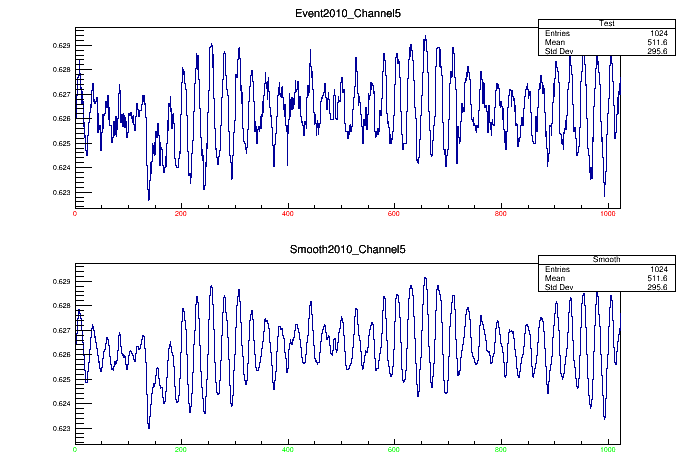 Event2010_Channel5
Test
Entries 1024
Mean 511.6
Std Dev 295.6
0.629
0.628
0.627
0.626
0.625
0.624
0.623
0 200 400 600 800 1000
Smooth2010_Channel5
Smooth
Entries 1024
Mean 511.6
Std Dev 295.6
0.629
0.628
0.627
0.626
0.625
0.624
0.623
0 200 400 600 800 1000